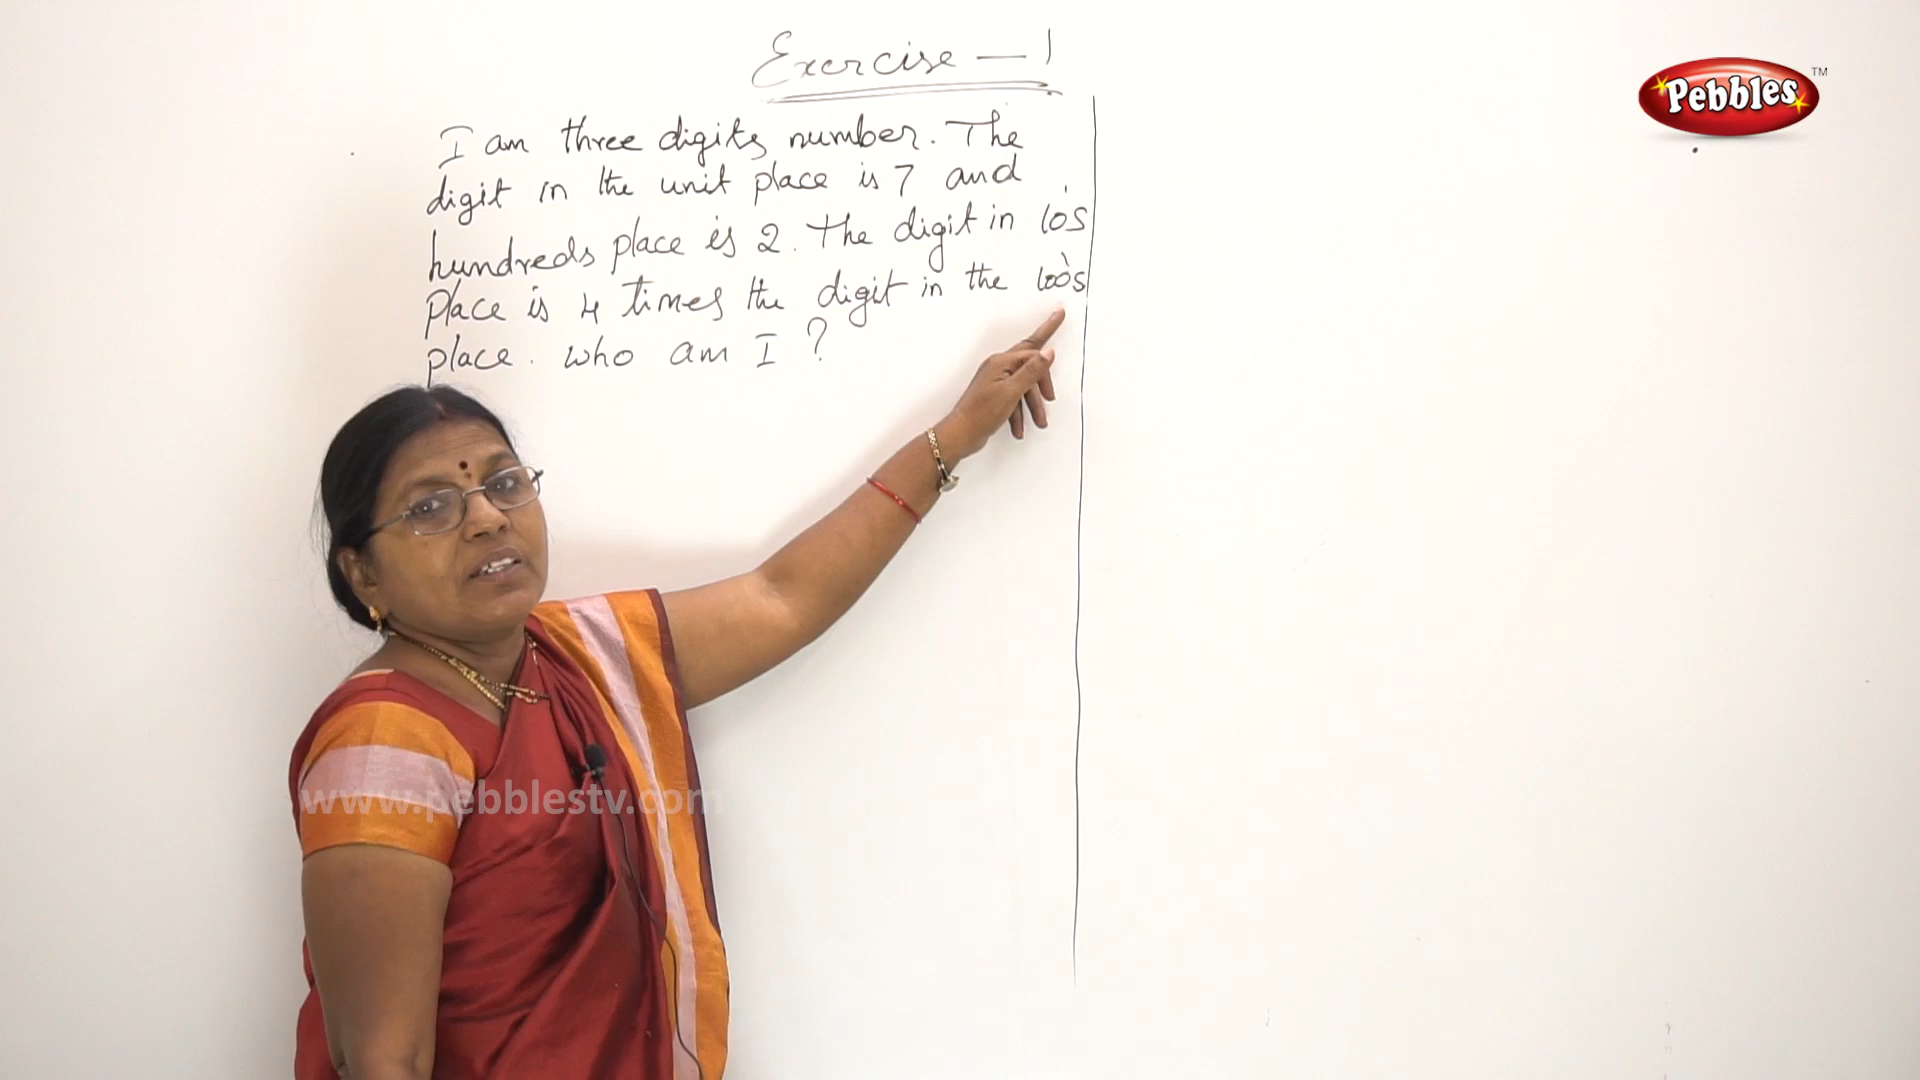 Exercise - 1
I am three digits number. The
digit in the unit place is 7 and
hundreds place is 2. The digit in 10's
place is 4 times the digit in the 100's
place. Who am I ?
Pebbles TM
www.pebblestv.com